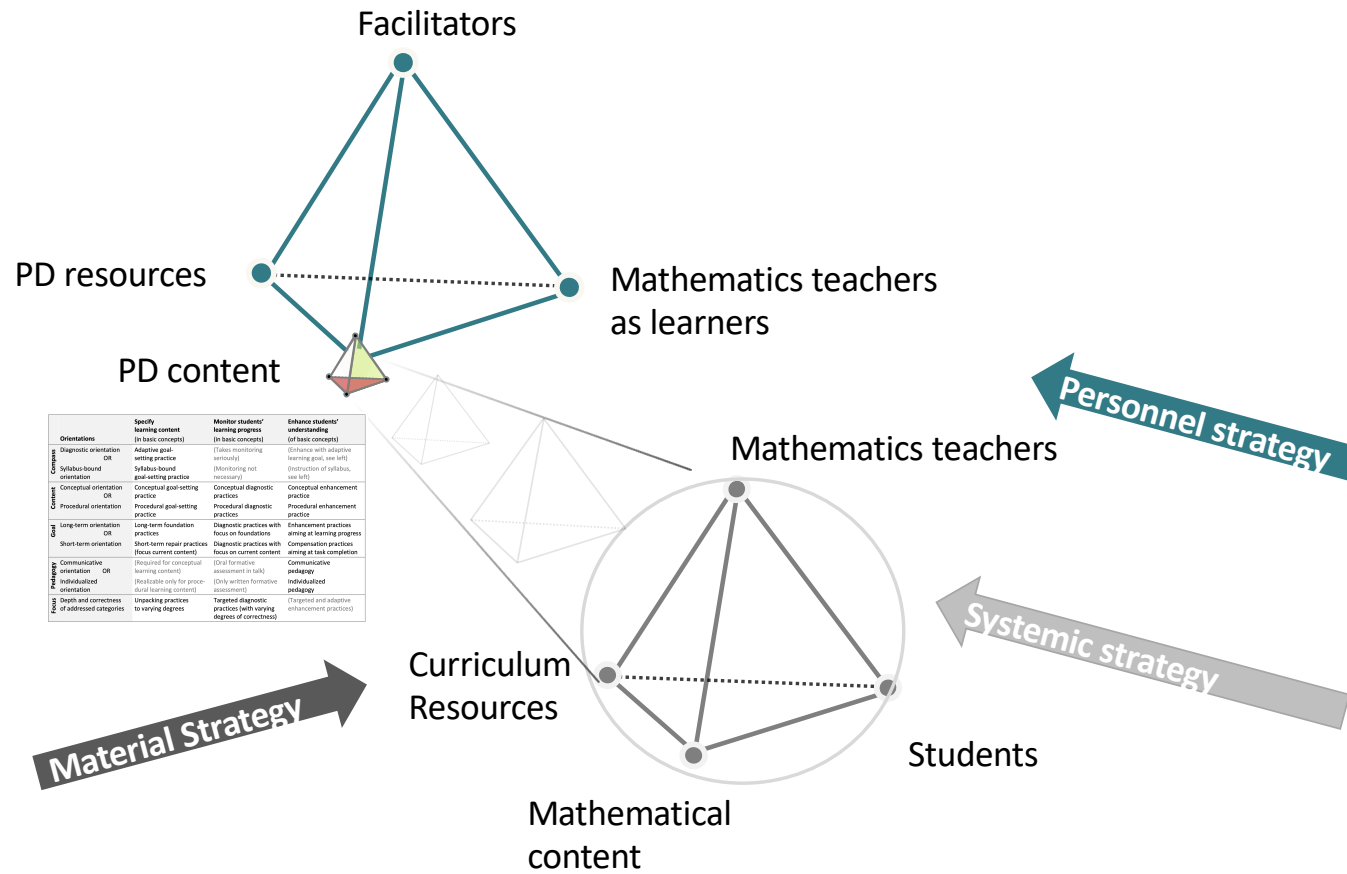 Facilitators
PD resources
Mathematics teachers
as learners
PD content
Personnel strategy
Orientations
Specify
learning content
(in basic concepts)
Monitor students'
learning progress
(in basic concepts)
Enhance students'
understanding
(of basic concepts)
Compass
Diagnostic orientation
OR
Syllabus-bound
orientation
Adaptive goal-
setting practice
Syllabus-bound
goal-setting practice
(Takes monitoring
seriously)
(Monitoring not
necessary)
(Enhance with adaptive
learning goal, see left)
(Instruction of syllabus,
see left)
Content
Conceptual orientation
OR
Procedural orientation
Conceptual goal-setting
practice
Procedural goal-setting
practice
Conceptual diagnostic
practices
Procedural diagnostic
practices
Conceptual enhancement
practice
Procedural enhancement
practice
Goal
Long-term orientation
OR
Short-term orientation
Long-term foundation
practices
Short-term repair practices
(focus current content)
Diagnostic practices with
focus on foundations
Diagnostic practices with
focus on current content
Enhancement practices
aiming at learning progress
Compensation practices
aiming at task completion
Pedagogy
Communicative
orientation OR
Individualized
orientation
(Required for conceptual
learning content)
(Realizable only for proce-
dural learning content)
(Oral formative
assessment in talk)
(Only written formative
assessment)
Communicative
pedagogy
Individualized
pedagogy
Focus
Depth and correctness
of addressed categories
Unpacking practices
to varying degrees
Targeted diagnostic
practices (with varying
degrees of correctness)
(Targeted and adaptive
enhancement practices)
Mathematics teachers
Systemic strategy
Curriculum
Resources
Material Strategy
Students
Mathematical
content